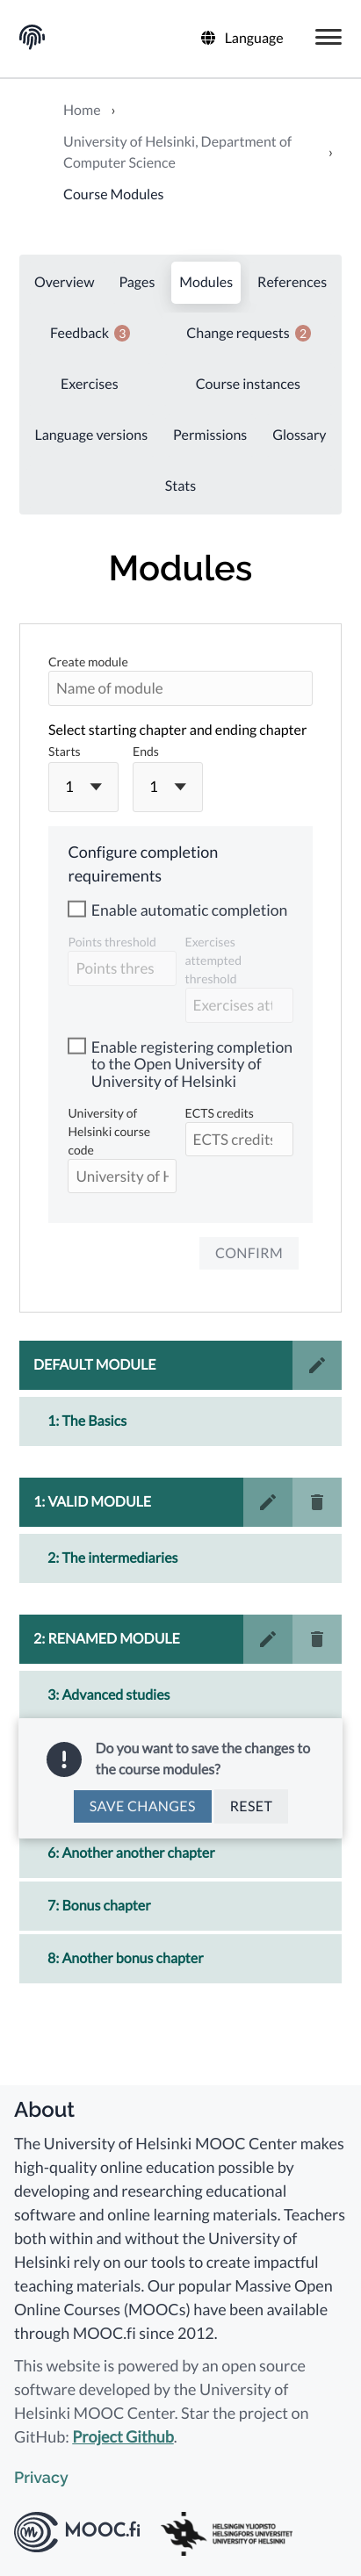 Language
Home ›
University of Helsinki, Department of
Computer Science ›
Course Modules
Overview Pages Modules References
Feedback 3 Change requests 2
Exercises Course instances
Language versions Permissions Glossary
Stats
Modules
Create module
Name of module
Select starting chapter and ending chapter
Starts Ends
1 1
Configure completion
requirements
Enable automatic completion
Points threshold
Points thres
Exercises
attempted
threshold
Exercises att
Enable registering completion
to the Open University of
University of Helsinki
University of
Helsinki course
code
University of H
ECTS credits
ECTS credits
CONFIRM
DEFAULT MODULE
1: The Basics
1: VALID MODULE
2: The intermediaries
2: RENAMED MODULE
3: Advanced studies
Do you want to save the changes to
the course modules?
SAVE CHANGES RESET
6: Another another chapter
7: Bonus chapter
8: Another bonus chapter
About
The University of Helsinki MOOC Center makes
high-quality online education possible by
developing and researching educational
software and online learning materials. Teachers
both within and without the University of
Helsinki rely on our tools to create impactful
teaching materials. Our popular Massive Open
Online Courses (MOOCs) have been available
through MOOC.fi since 2012.
This website is powered by an open source
software developed by the University of
Helsinki MOOC Center. Star the project on
GitHub: Project Github.
Privacy
MOOC.fi
HELSINGIN YLIOPISTO
HELSINGFORS UNIVERSITET
UNIVERSITY OF HELSINKI